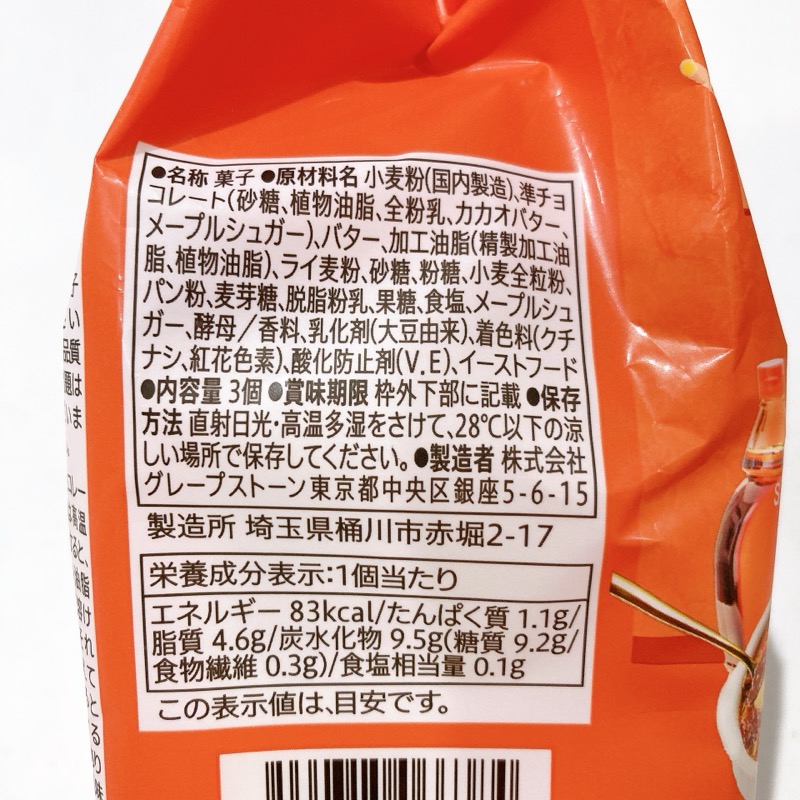 ●名称 菓子 ●原材料名 小麦粉(国内製造)、準チョ
コレート(砂糖、植物油脂、全粉乳、カカオバター、
メープルシュガー)、バター、加工油脂(精製加工油
脂、植物油脂)、ライ麦粉、砂糖、粉糖、小麦全粒粉、
パン粉、麦芽糖、脱脂粉乳、果糖、食塩、メープルシュ
ガー、酵母／香料、乳化剤(大豆由来)、着色料(クチ
ナシ、紅花色素)、酸化防止剤(V.E)、イーストフード
●内容量 3個 ●賞味期限 枠外下部に記載 ●保存
方法 直射日光・高温多湿をさけて、28℃以下の涼
しい場所で保存してください。 ●製造者 株式会社
グレープストーン東京都中央区銀座5-6-15
製造所 埼玉県桶川市赤堀2-17
栄養成分表示：1個当たり
エネルギー 83kcal/たんぱく質 1.1g/
脂質 4.6g/炭水化物 9.5g(糖質 9.2g/
食物繊維 0.3g)/食塩相当量 0.1g
この表示値は、目安です。